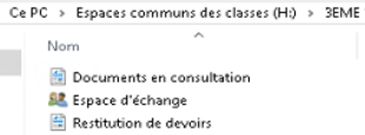 Ce PC > Espaces communs des classes (H:) > 3EME
Nom
Documents en consultation
Espace d'échange
Restitution de devoirs